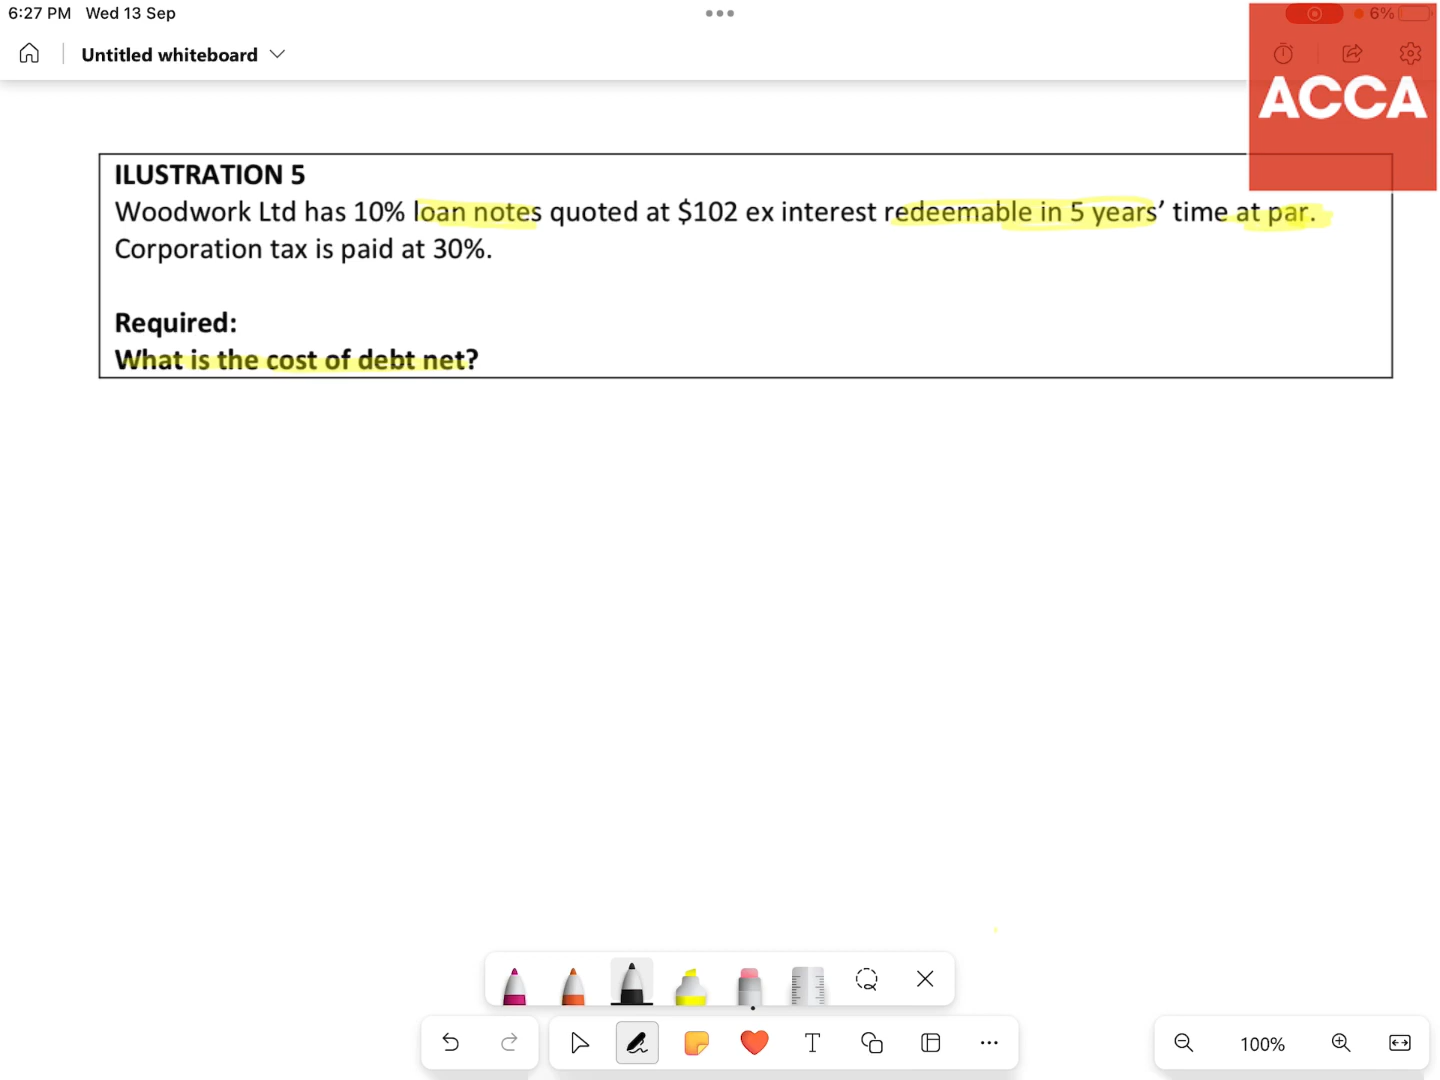 6:27 PM Wed 13 Sep
6%
Untitled whiteboard
ACCA
ILUSTRATION 5
Woodwork Ltd has 10% loan notes quoted at $102 ex interest redeemable in 5 years’ time at par.
Corporation tax is paid at 30%.
Required:
What is the cost of debt net?
100%